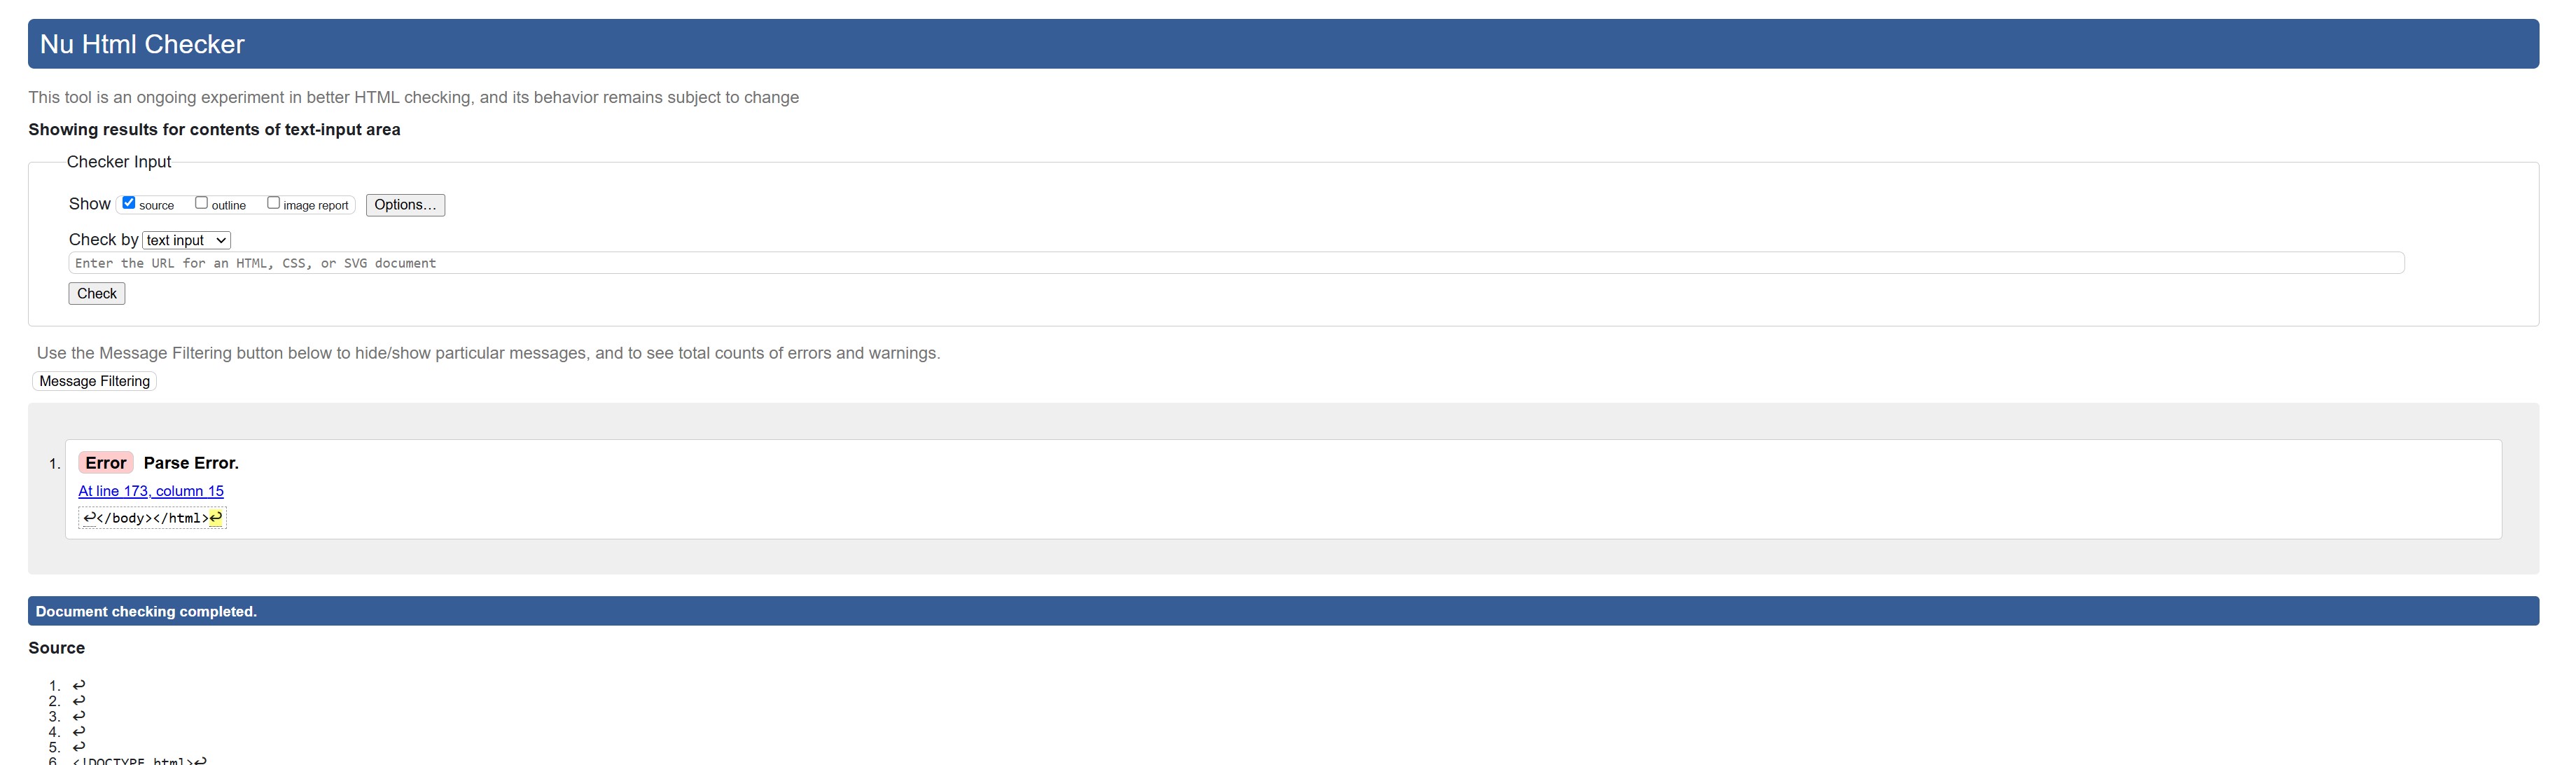 Nu Html Checker
This tool is an ongoing experiment in better HTML checking, and its behavior remains subject to change
Showing results for contents of text-input area
Checker Input
Show source outline image report Options...
Check by text input
Enter the URL for an HTML, CSS, or SVG document
Check
Use the Message Filtering button below to hide/show particular messages, and to see total counts of errors and warnings.
Message Filtering
1. Error Parse Error.
At line 173, column 15
↩</body></html>↩
Document checking completed.
Source
1. ↩
2. ↩
3. ↩
4. ↩
5. ↩
6. <!DOCTYPE html>↩